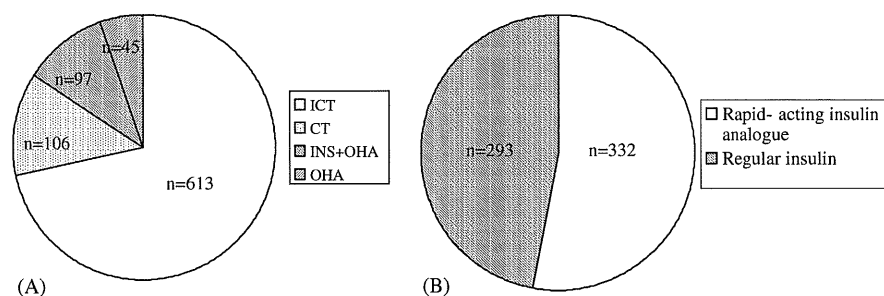 n=45
n=97
n=106
n=613
ICT
CT
INS+OHA
OHA
(A)
n=293
n=332
Rapid- acting insulin
analogue
Regular insulin
(B)